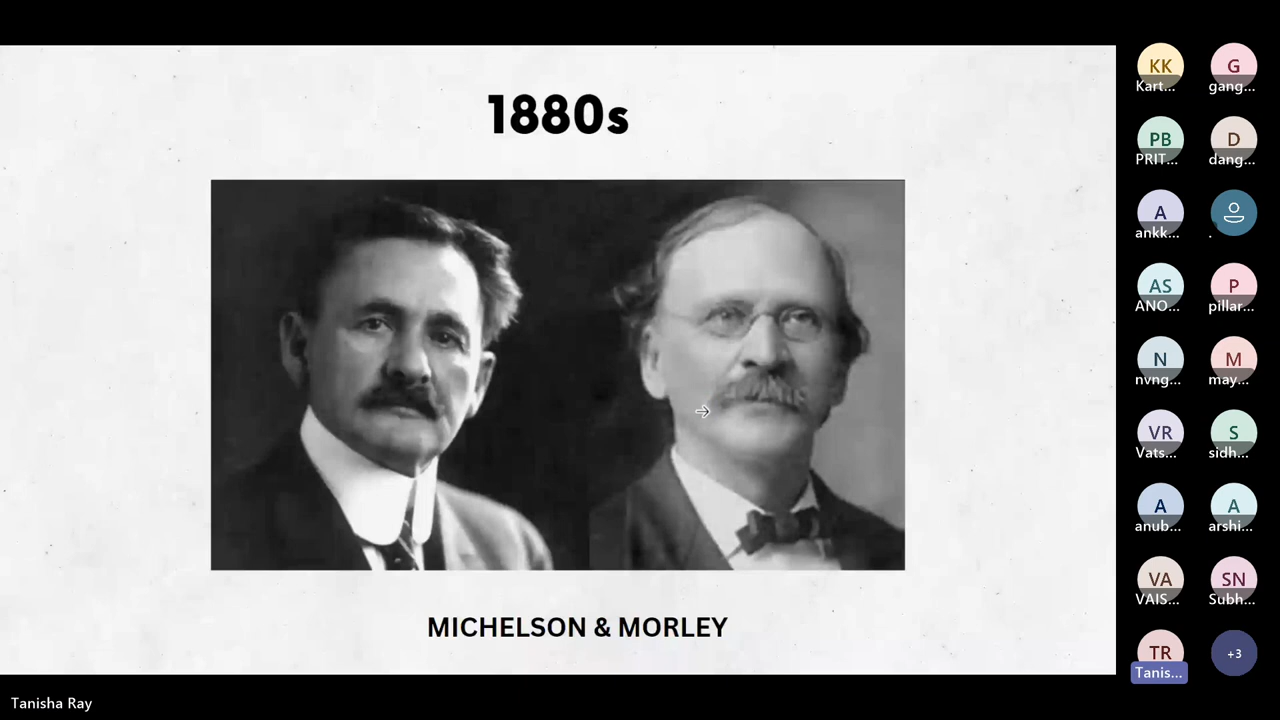 1880s
MICHELSON & MORLEY
Tanisha Ray
KK
Kart...
G
gang...
PB
PRIT...
D
dang...
A
ankk...
.
AS
ANO...
P
pillar...
N
nvng...
M
may...
VR
Vats...
S
sidh...
A
anub...
A
arshi...
VA
VAIS...
SN
Subh...
TR
Tanis...
+3